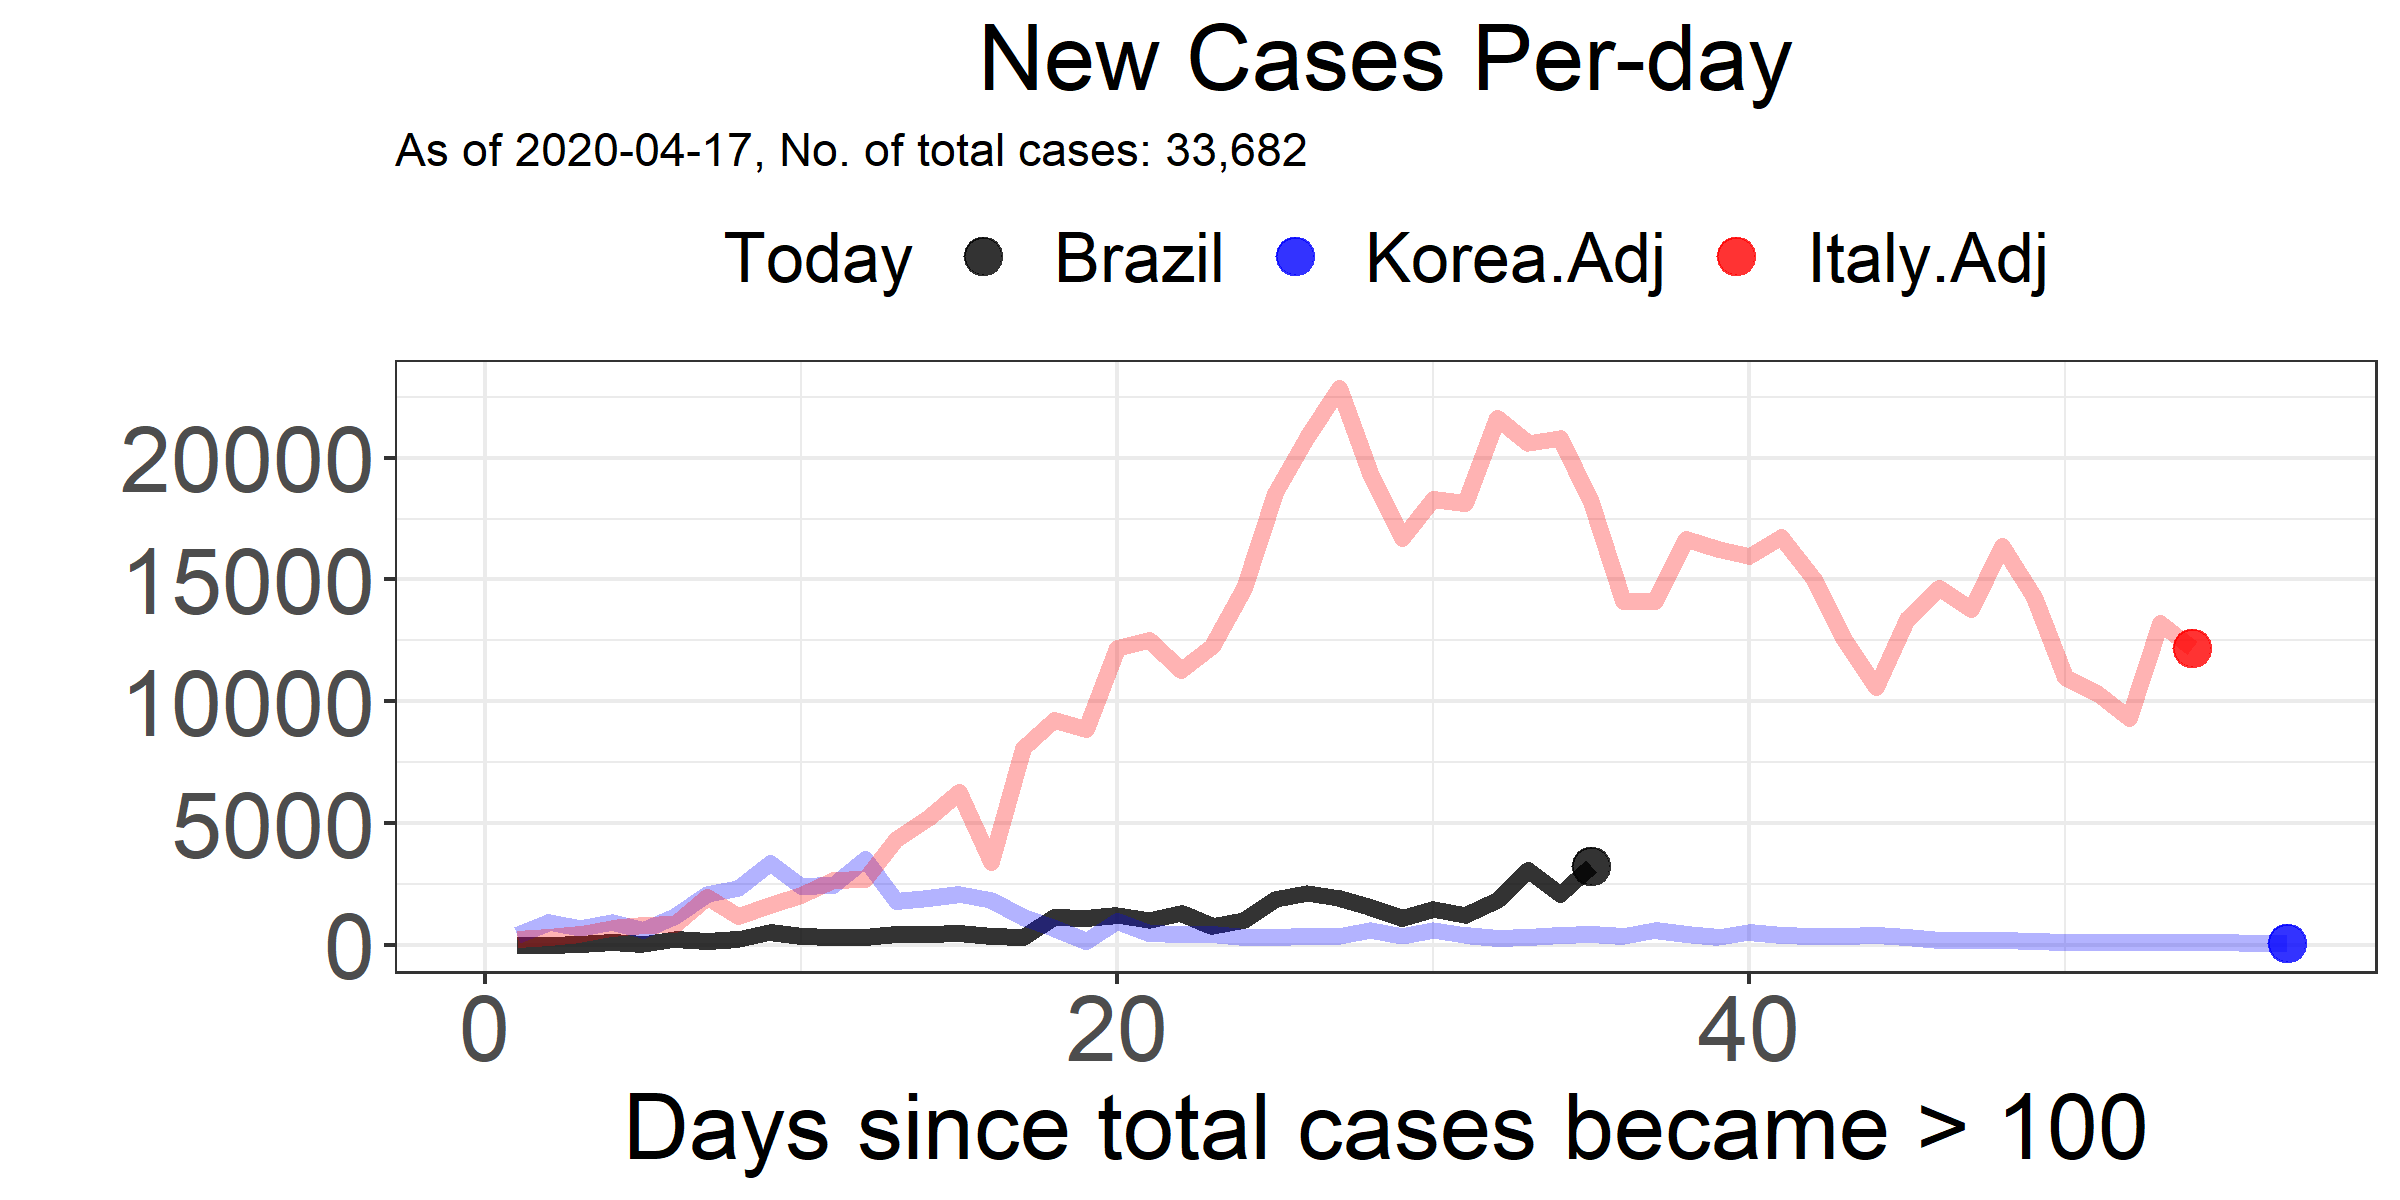 New Cases Per-day
As of 2020-04-17, No. of total cases: 33,682
Today Brazil Korea.Adj Italy.Adj
20000
15000
10000
5000
0
0 20 40
Days since total cases became > 100